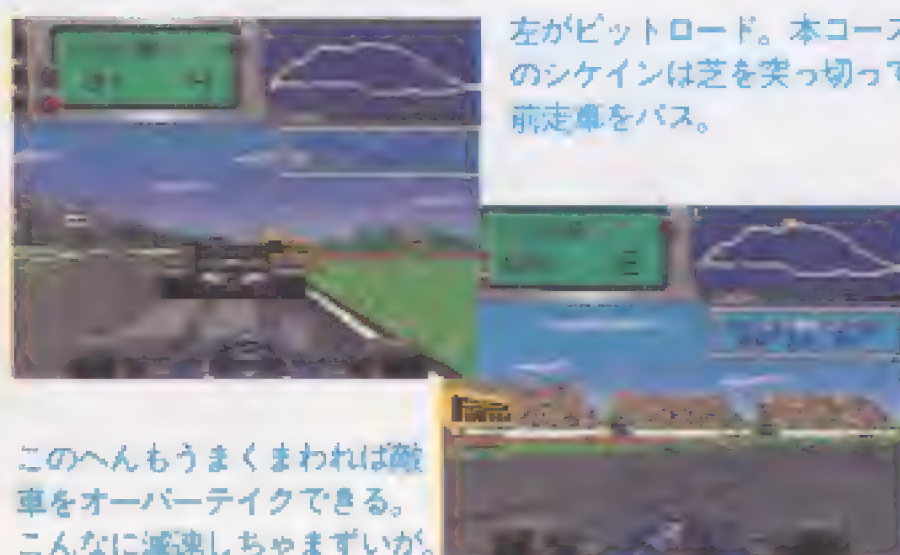 左がピットロード。本コース
のシケインは芝を突っ切って
前走車をパス。
このへんもうまくまわれば敵
車をオーバーテイクできる。
こんなに減速しちゃまずいが。